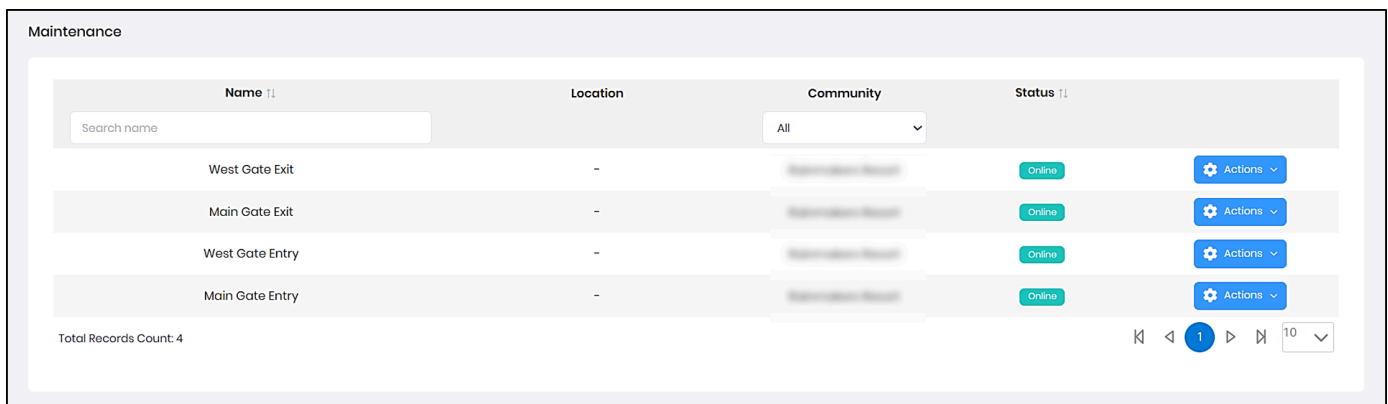 Maintenance
Name Location Community Status
Search name All
West Gate Exit - Online Actions
Main Gate Exit - Online Actions
West Gate Entry - Online Actions
Main Gate Entry - Online Actions
Total Records Count: 4 1 10